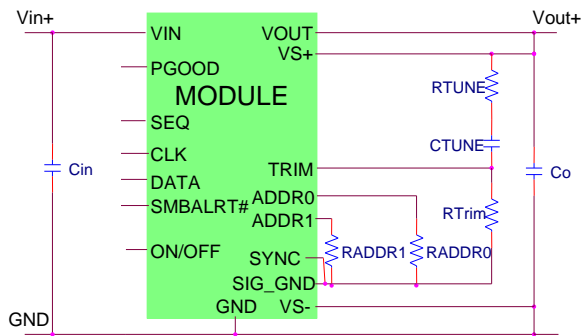 Vin+
Vout+
VIN
VOUT
VS+
PGOOD
RTUNE
MODULE
SEQ
CTUNE
CLK
TRIM
Cin
Co
DATA
ADDR0
SMBALRT#
ADDR1
RTrim
ON/OFF
SYNC
RADDR1
RADDR0
SIG_GND
GND
VS-
GND